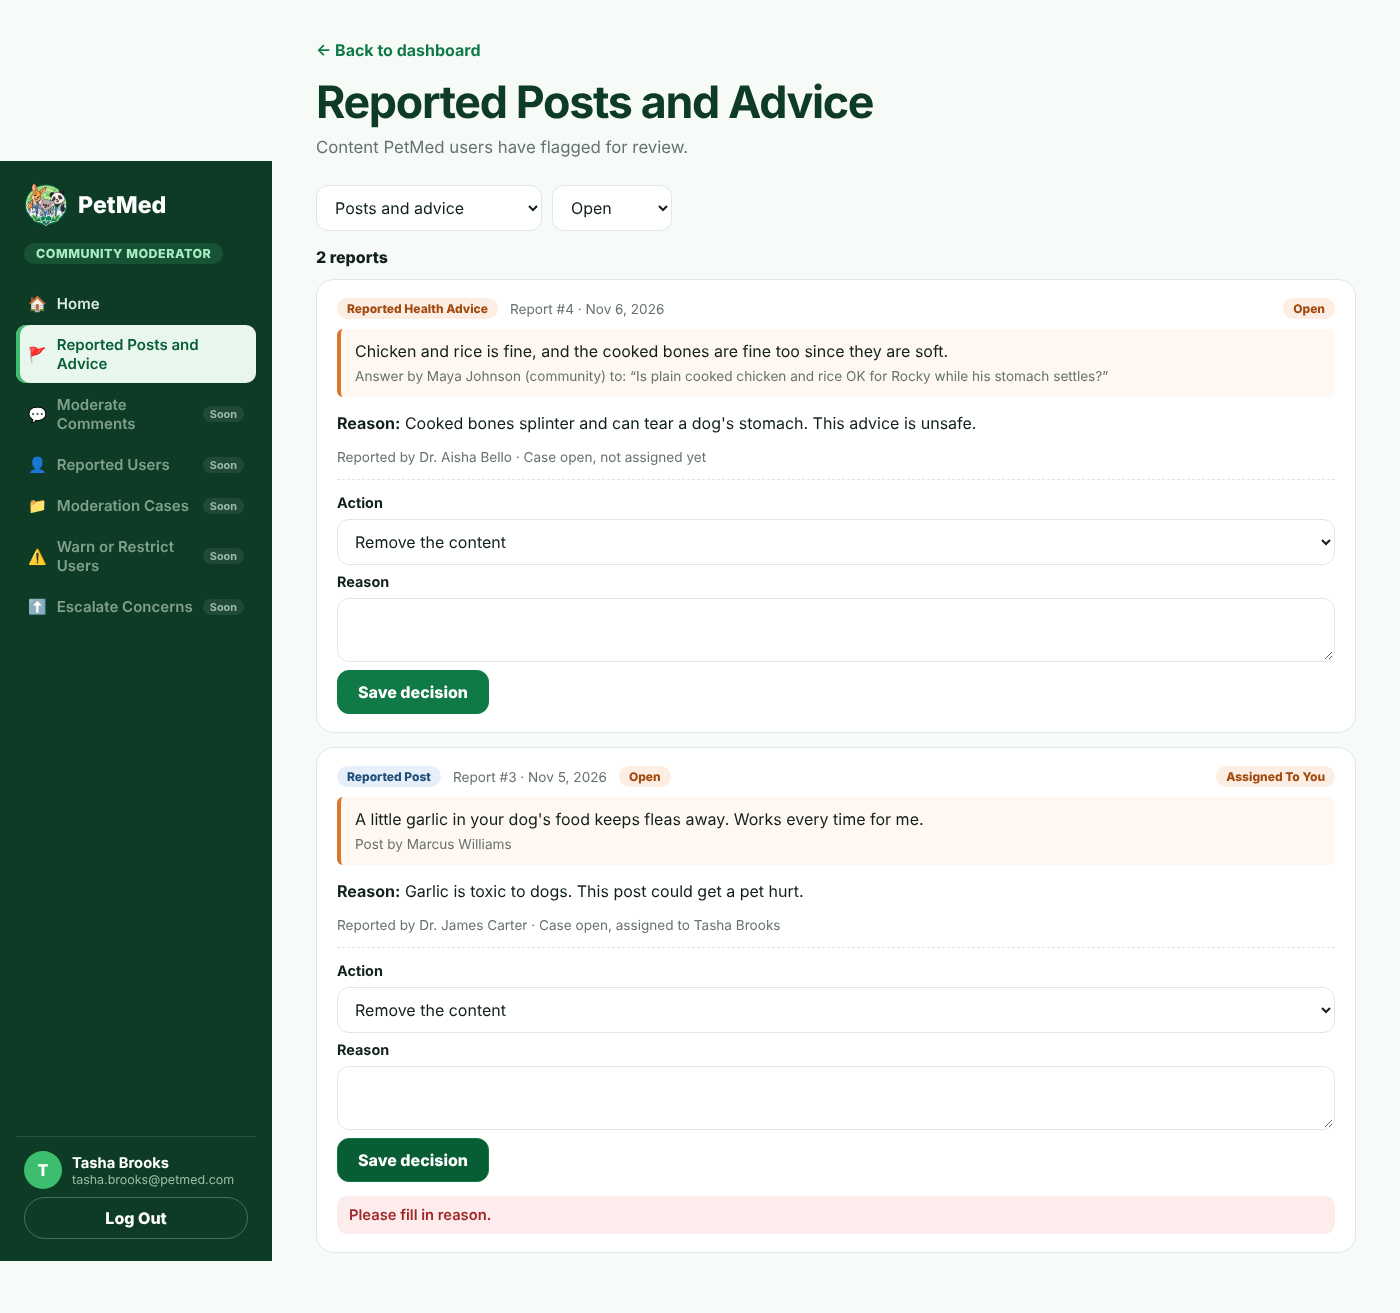 ← Back to dashboard
Reported Posts and Advice
Content PetMed users have flagged for review.
PetMed
COMMUNITY MODERATOR
Home
Reported Posts and
Advice
Moderate
Comments
Soon
Reported Users
Soon
Moderation Cases
Soon
Warn or Restrict
Users
Soon
Escalate Concerns
Soon
T
Tasha Brooks
tasha.brooks@petmed.com
Log Out
Posts and advice
Open
2 reports
Reported Health Advice
Report #4 · Nov 6, 2026
Open
Chicken and rice is fine, and the cooked bones are fine too since they are soft.
Answer by Maya Johnson (community) to: “Is plain cooked chicken and rice OK for Rocky while his stomach settles?”
Reason: Cooked bones splinter and can tear a dog's stomach. This advice is unsafe.
Reported by Dr. Aisha Bello · Case open, not assigned yet
Action
Remove the content
Reason
Save decision
Reported Post
Report #3 · Nov 5, 2026
Open
Assigned To You
A little garlic in your dog's food keeps fleas away. Works every time for me.
Post by Marcus Williams
Reason: Garlic is toxic to dogs. This post could get a pet hurt.
Reported by Dr. James Carter · Case open, assigned to Tasha Brooks
Action
Remove the content
Reason
Save decision
Please fill in reason.